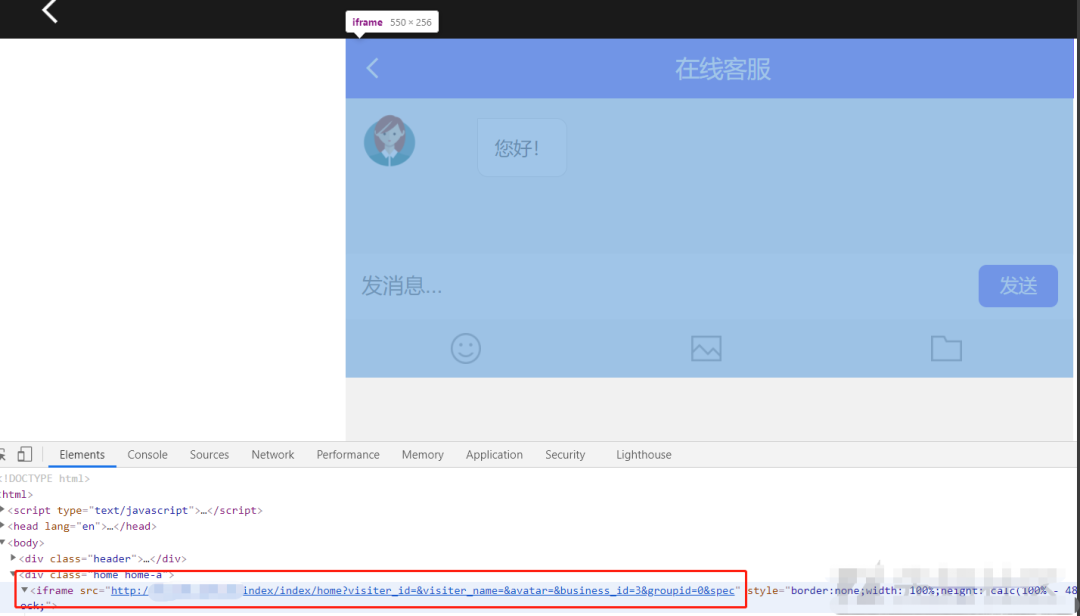 iframe 550 × 256
在线客服
您好！
发消息...
发送
Elements Console Sources Network Performance Memory Application Security Lighthouse
!DOCTYPE html>
html>
<script type="text/javascript">…</script>
<head lang="en">…</head>
<body>
<div class="header">…</div>
<div class="home home-a">
<iframe src="http:/ index/index/home?visiter_id=&visiter_name=&avatar=&business_id=3&groupid=0&spec" style="border:none;width: 100%;height: calc(100% - 48
ock;">